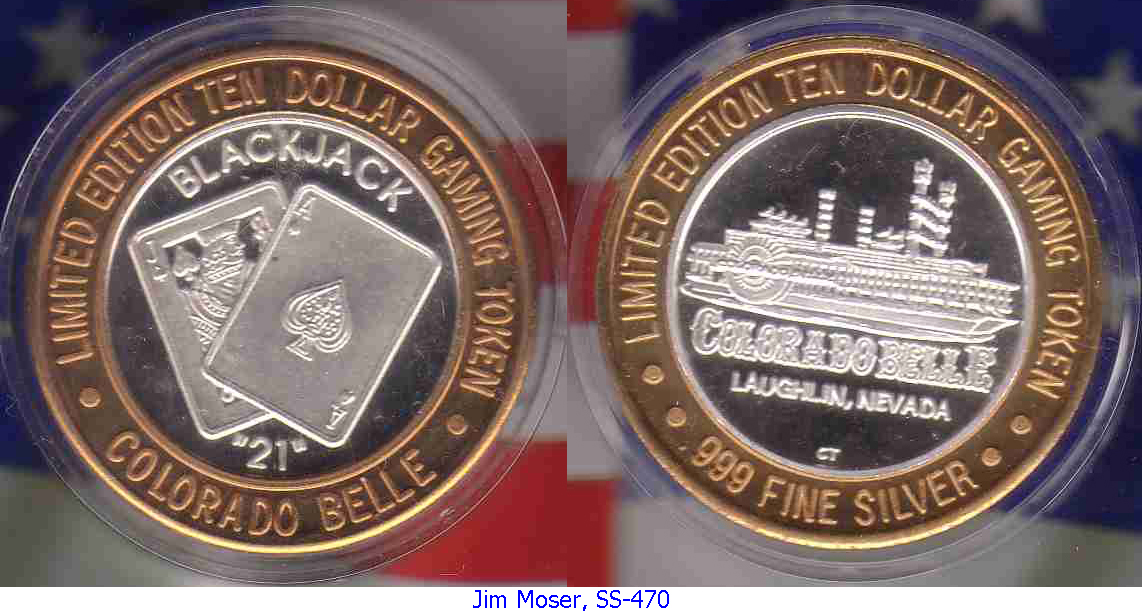 LIMITED EDITION TEN DOLLAR GAMING TOKEN
BLACKJACK
J
A
A
"21"
COLORADO BELLE
LIMITED EDITION TEN DOLLAR GAMING TOKEN
COLORADO BELLE
LAUGHLIN, NEVADA
CT
.999 FINE SILVER
Jim Moser, SS-470